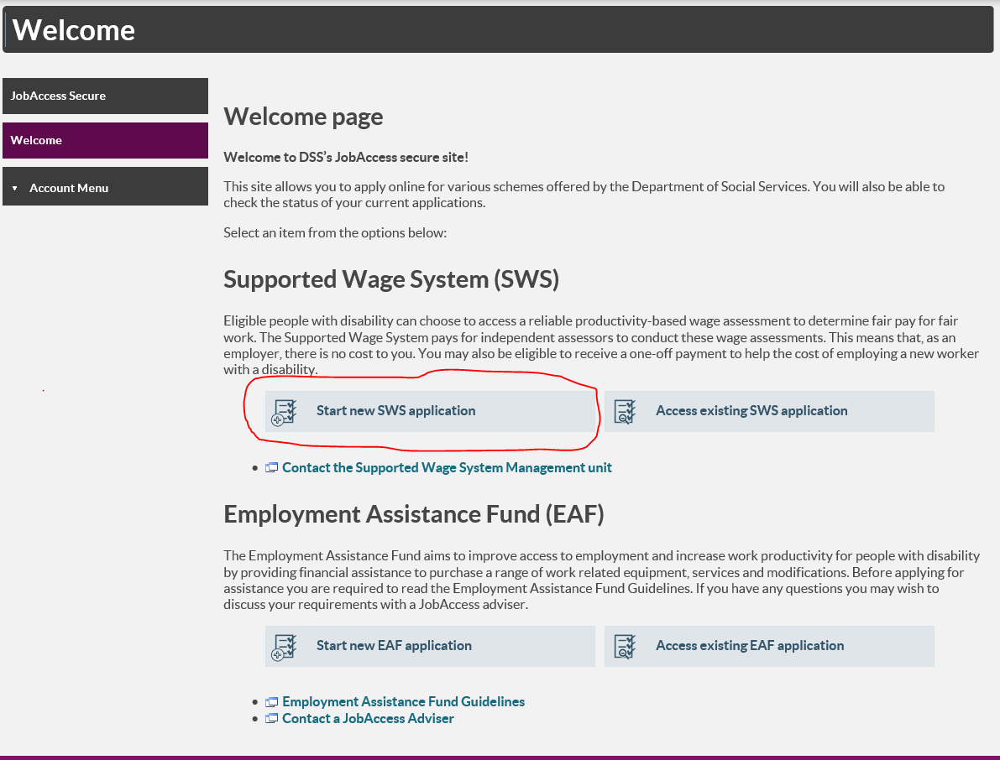 Welcome
JobAccess Secure
Welcome
Account Menu
Welcome page
Welcome to DSS’s JobAccess secure site!
This site allows you to apply online for various schemes offered by the Department of Social Services. You will also be able to
check the status of your current applications.
Select an item from the options below:
Supported Wage System (SWS)
Eligible people with disability can choose to access a reliable productivity-based wage assessment to determine fair pay for fair
work. The Supported Wage System pays for independent assessors to conduct these wage assessments. This means that, as an
employer, there is no cost to you. You may also be eligible to receive a one-off payment to help the cost of employing a new worker
with a disability.
Start new SWS application
Access existing SWS application
• Contact the Supported Wage System Management unit
Employment Assistance Fund (EAF)
The Employment Assistance Fund aims to improve access to employment and increase work productivity for people with disability
by providing financial assistance to purchase a range of work related equipment, services and modifications. Before applying for
assistance you are required to read the Employment Assistance Fund Guidelines. If you have any questions you may wish to
discuss your requirements with a JobAccess adviser.
Start new EAF application
Access existing EAF application
• Employment Assistance Fund Guidelines
• Contact a JobAccess Adviser